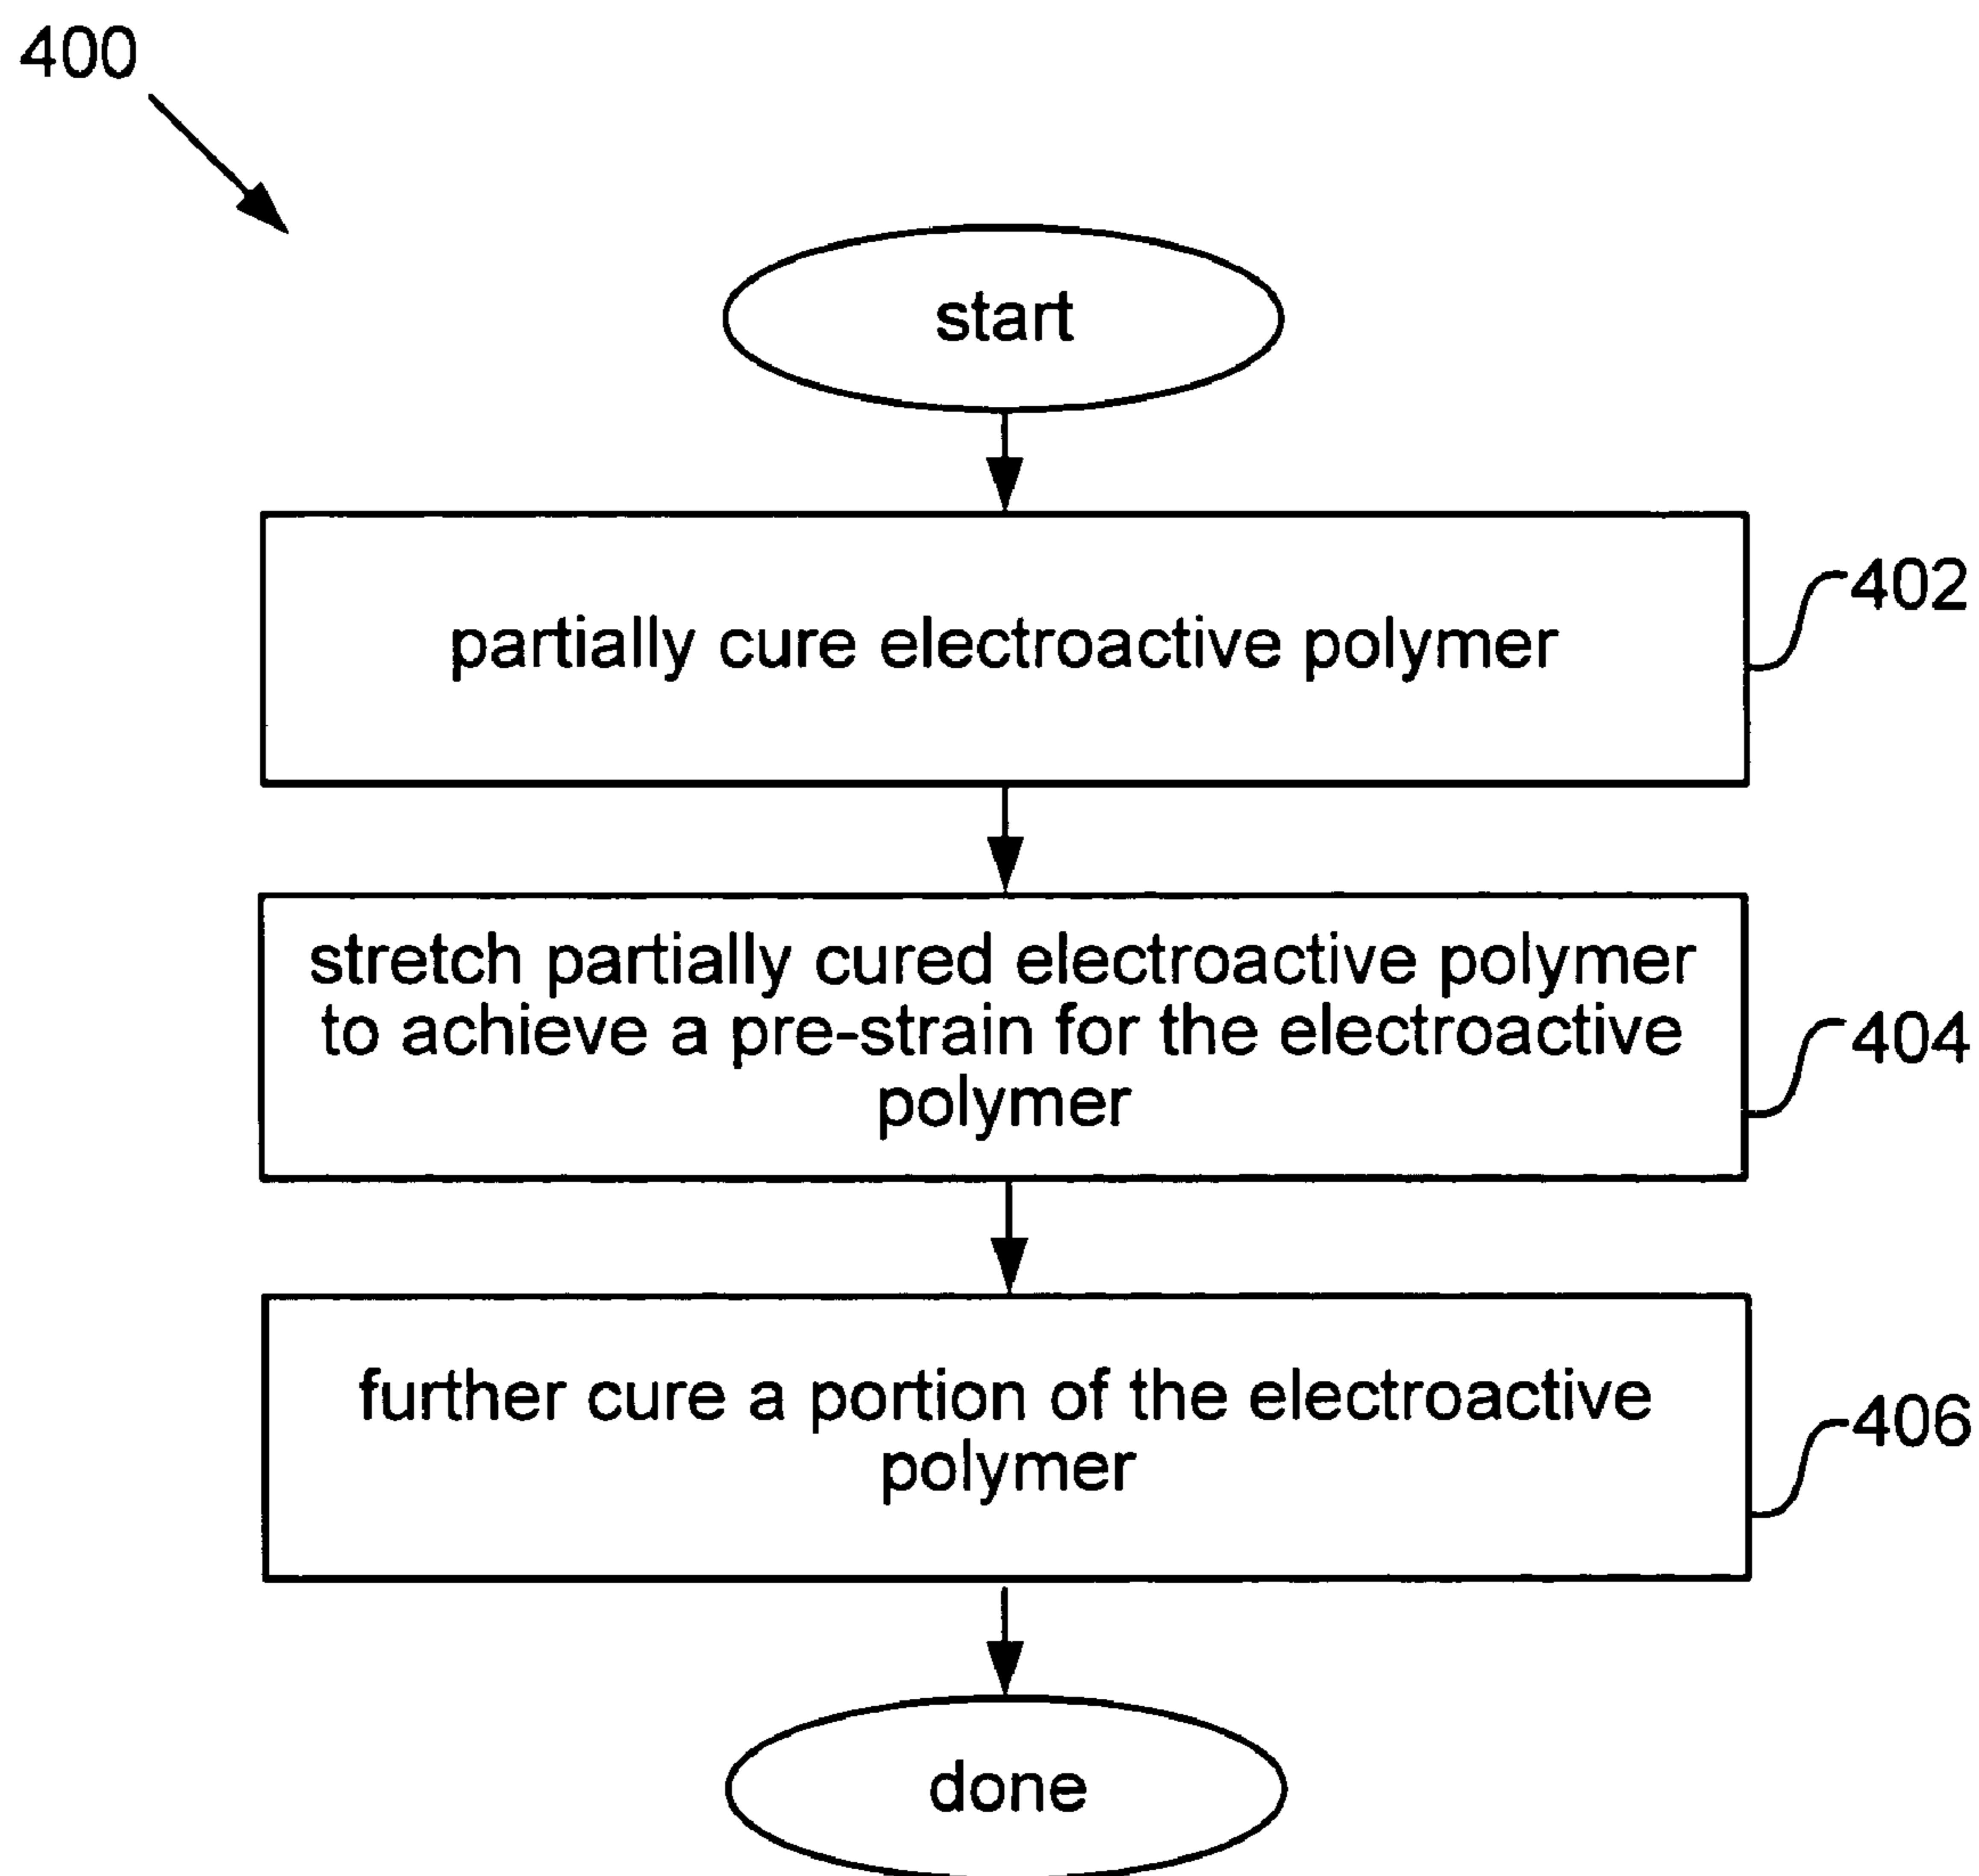 400
start
partially cure electroactive polymer
402
stretch partially cured electroactive polymer
to achieve a pre-strain for the electroactive
polymer
404
further cure a portion of the electroactive
polymer
406
done